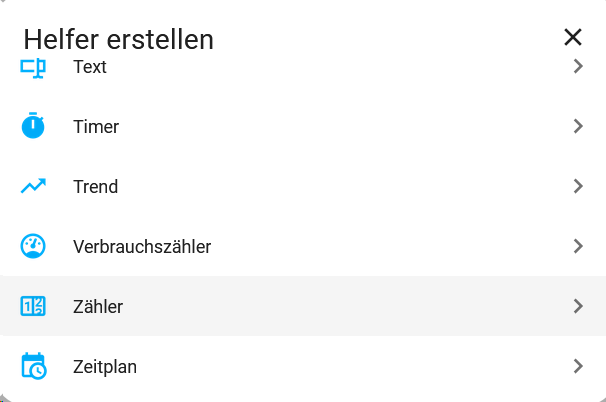 Helfer erstellen
Text
Timer
Trend
Verbrauchszähler
Zähler
Zeitplan